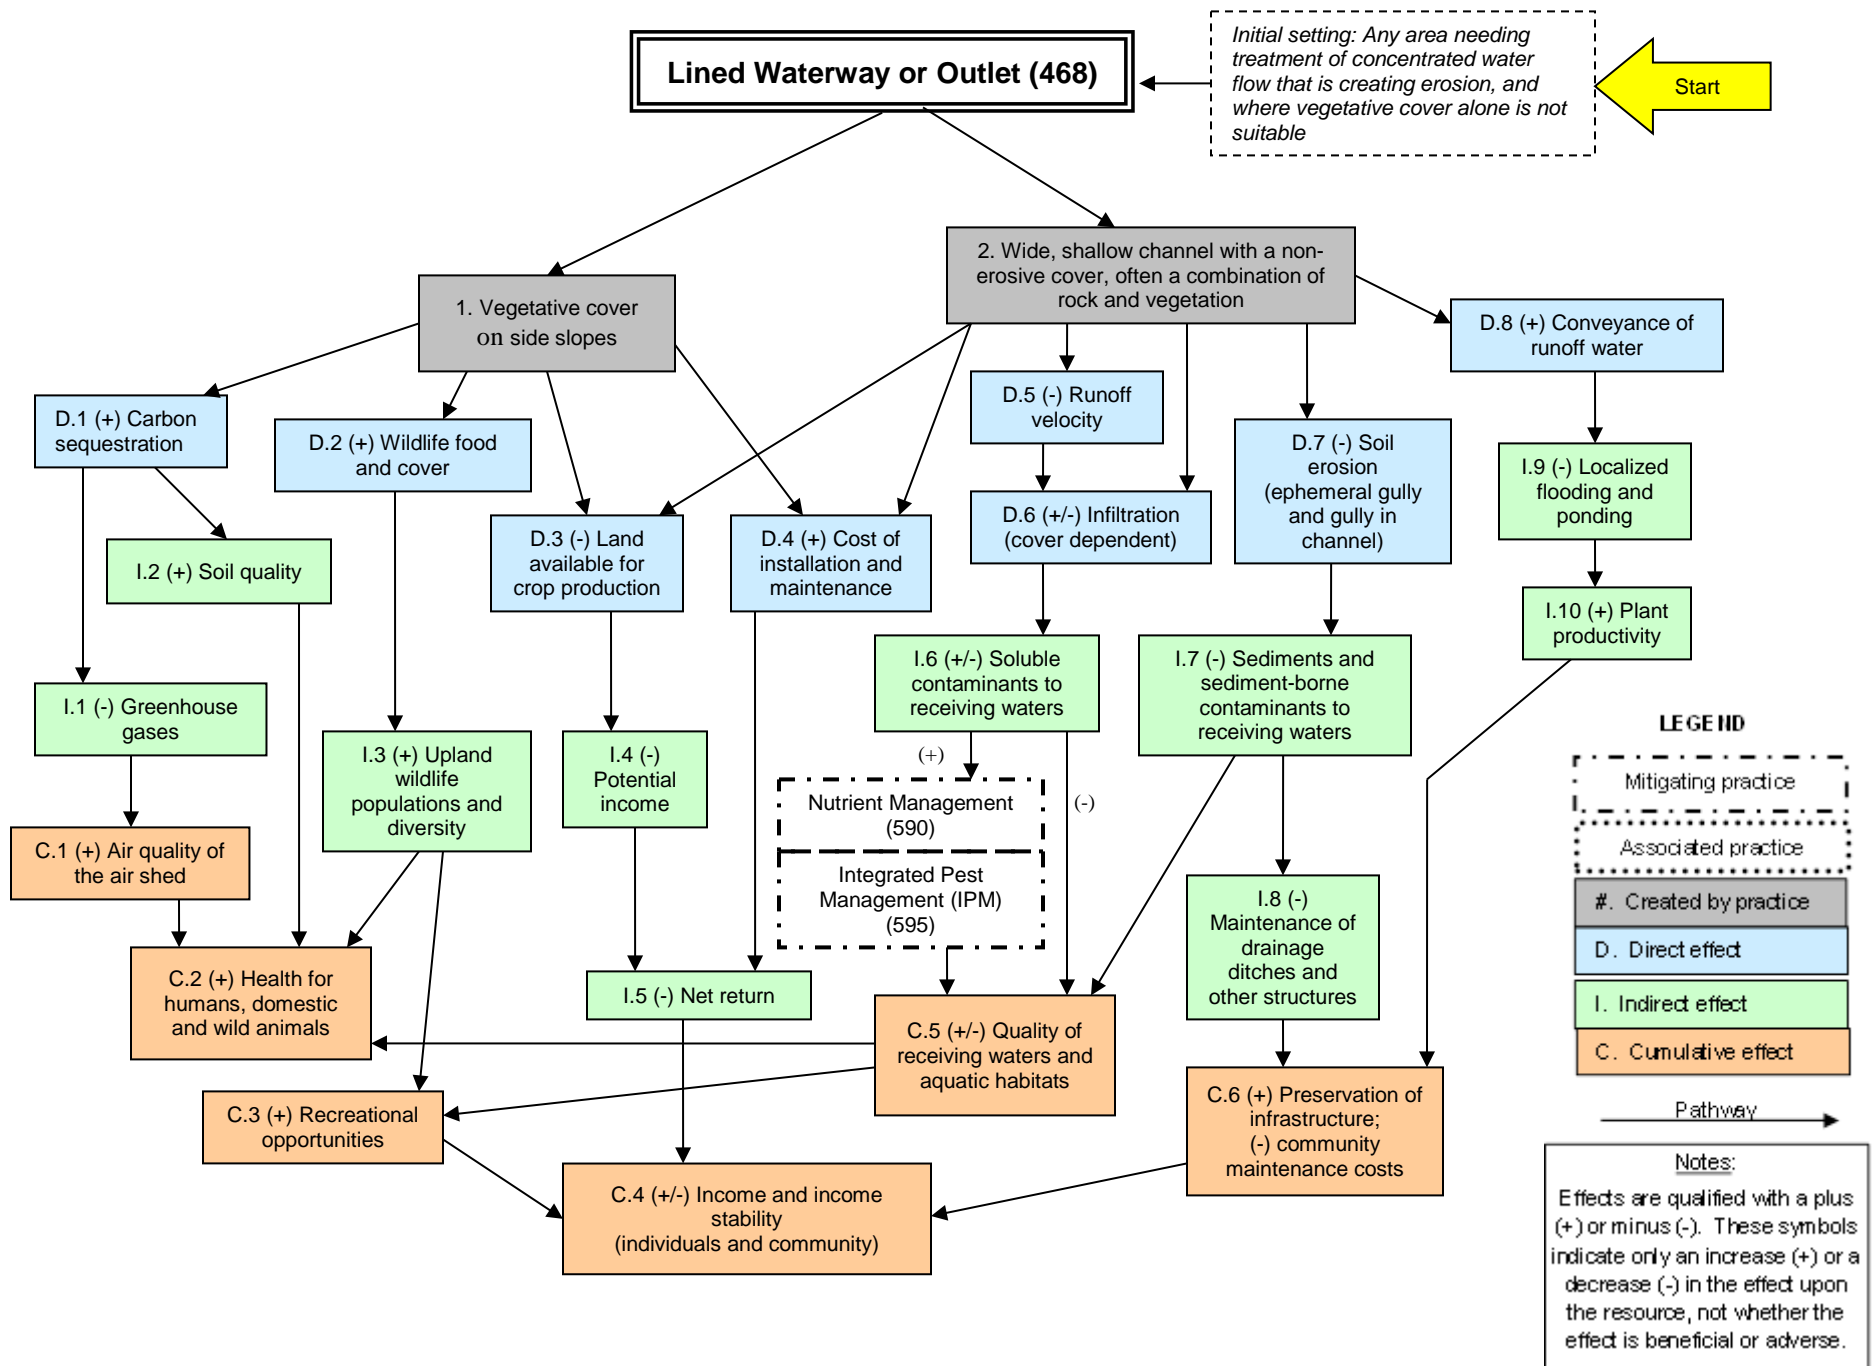 Lined Waterway or Outlet (468)
Initial setting: Any area needing
treatment of concentrated water
flow that is creating erosion, and
where vegetative cover alone is not
suitable
Start
1. Vegetative cover
on side slopes
2. Wide, shallow channel with a non-
erosive cover, often a combination of
rock and vegetation
D.8 (+) Conveyance of
runoff water
D.1 (+) Carbon
sequestration
D.2 (+) Wildlife food
and cover
D.3 (-) Land
available for
crop production
D.4 (+) Cost of
installation and
maintenance
D.5 (-) Runoff
velocity
D.6 (+/-) Infiltration
(cover dependent)
D.7 (-) Soil
erosion
(ephemeral gully
and gully in
channel)
I.9 (-) Localized
flooding and
ponding
I.2 (+) Soil quality
I.10 (+) Plant
productivity
I.1 (-) Greenhouse
gases
I.3 (+) Upland
wildlife
populations and
diversity
I.4 (-)
Potential
income
I.6 (+/-) Soluble
contaminants to
receiving waters
I.7 (-) Sediments and
sediment-borne
contaminants to
receiving waters
(+)
(-)
Nutrient Management
(590)
Integrated Pest
Management (IPM)
(595)
I.8 (-)
Maintenance of
drainage
ditches and
other structures
C.1 (+) Air quality of
the air shed
C.2 (+) Health for
humans, domestic
and wild animals
I.5 (-) Net return
C.5 (+/-) Quality of
receiving waters and
aquatic habitats
C.3 (+) Recreational
opportunities
C.6 (+) Preservation of
infrastructure;
(-) community
maintenance costs
C.4 (+/-) Income and income
stability
(individuals and community)
LEGEND
Mitigating practice
Associated practice
#. Created by practice
D. Direct effect
I. Indirect effect
C. Cumulative effect
Pathway
Notes:
Effects are qualified with a plus
(+) or minus (-). These symbols
indicate only an increase (+) or a
decrease (-) in the effect upon
the resource, not whether the
effect is beneficial or adverse.